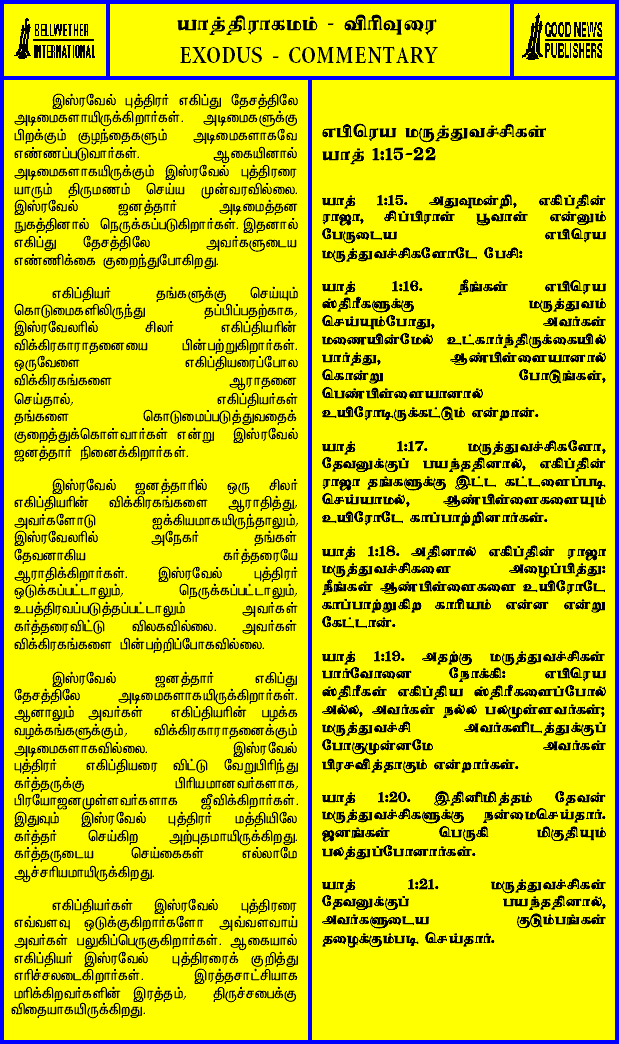 BELLWETHER
INTERNATIONAL
யாத்திராகமம் - விரிவுரை
EXODUS - COMMENTARY
GOOD NEWS
PUBLISHERS
இஸ்ரவேல் புத்திரர் எகிப்து தேசத்திலே
அடிமைகளாயிருக்கிறார்கள். அடிமைகளுக்கு
பிறக்கும் குழந்தைகளும் அடிமைகளாகவே
எண்ணப்படுவார்கள். ஆகையினால்
அடிமைகளாகயிருக்கும் இஸ்ரவேல் புத்திரரை
யாரும் திருமணம் செய்ய முன்வரவில்லை.
இஸ்ரவேல் ஜனத்தார் அடிமைத்தன
நுகத்தினால் நெருக்கப்படுகிறார்கள். இதனால்
எகிப்து தேசத்திலே அவர்களுடைய
எண்ணிக்கை குறைந்துபோகிறது.
எகிப்தியர் தங்களுக்கு செய்யும்
கொடுமைகளிலிருந்து தப்பிப்பதற்காக,
இஸ்ரவேலரில் சிலர் எகிப்தியரின்
விக்கிரகாராதனையை பின்பற்றுகிறார்கள்.
ஒருவேளை எகிப்தியரைப்போல
விக்கிரகங்களை ஆராதனை
செய்தால், எகிப்தியர்கள்
தங்களை கொடுமைப்படுத்துவதைக்
குறைத்துக்கொள்வார்கள் என்று இஸ்ரவேல்
ஜனத்தார் நினைக்கிறார்கள்.
இஸ்ரவேல் ஜனத்தாரில் ஒரு சிலர்
எகிப்தியரின் விக்கிரகங்களை ஆராதித்து,
அவர்களோடு ஐக்கியமாகயிருந்தாலும்,
இஸ்ரவேலரில் அநேகர் தங்கள்
தேவனாகிய கர்த்தரையே
ஆராதிக்கிறார்கள். இஸ்ரவேல் புத்திரர்
ஒடுக்கப்பட்டாலும், நெருக்கப்பட்டாலும்,
உபத்திரவப்படுத்தப்பட்டாலும் அவர்கள்
கர்த்தரைவிட்டு விலகவில்லை. அவர்கள்
விக்கிரகங்களை பின்பற்றிப்போகவில்லை.
இஸ்ரவேல் ஜனத்தார் எகிப்து
தேசத்திலே அடிமைகளாகயிருக்கிறார்கள்.
ஆனாலும் அவர்கள் எகிப்தியரின் பழக்க
வழக்கங்களுக்கும், விக்கிரகாராதனைக்கும்
அடிமைகளாகவில்லை. இஸ்ரவேல்
புத்திரர் எகிப்தியரை விட்டு வேறுபிரிந்து
கர்த்தருக்கு பிரியமானவர்களாக,
பிரயோஜனமுள்ளவர்களாக ஜீவிக்கிறார்கள்.
இதுவும் இஸ்ரவேல் புத்திரர் மத்தியிலே
கர்த்தர் செய்கிற அற்புதமாயிருக்கிறது.
கர்த்தருடைய செய்கைகள் எல்லாமே
ஆச்சரியமாயிருக்கிறது.
எகிப்தியர்கள் இஸ்ரவேல் புத்திரரை
எவ்வளவு ஒடுக்குகிறார்களோ அவ்வளவாய்
அவர்கள் பலுகிப்பெருகுகிறார்கள். ஆகையால்
எகிப்தியர் இஸ்ரவேல் புத்திரரைக் குறித்து
எரிச்சலடைகிறார்கள். இரத்தசாட்சியாக
மரிக்கிறவர்களின் இரத்தம், திருச்சபைக்கு
விதையாகயிருக்கிறது.
எபிரெய மருத்துவச்சிகள்
யாத் 1:15-22
யாத் 1:15. அதுவுமன்றி, எகிப்தின்
ராஜா, சிப்பிராள் பூவாள் என்னும்
பேருடைய எபிரெய
மருத்துவச்சிகளோடே பேசி:
யாத் 1:16. நீங்கள் எபிரெய
ஸ்திரீகளுக்கு மருத்துவம்
செய்யும்போது, அவர்கள்
மணையின்மேல் உட்கார்ந்திருக்கையில்
பார்த்து, ஆண்பிள்ளையானால்
கொன்று போடுங்கள்,
பெண்பிள்ளையானால்
உயிரோடிருக்கட்டும் என்றான்.
யாத் 1:17. மருத்துவச்சிகளோ,
தேவனுக்குப் பயந்ததினால், எகிப்தின்
ராஜா தங்களுக்கு இட்ட கட்டளைப்படி
செய்யாமல், ஆண்பிள்ளைகளையும்
உயிரோடே காப்பாற்றினார்கள்.
யாத் 1:18. அதினால் எகிப்தின் ராஜா
மருத்துவச்சிகளை அழைப்பித்து:
நீங்கள் ஆண்பிள்ளைகளை உயிரோடே
காப்பாற்றுகிற காரியம் என்ன என்று
கேட்டான்.
யாத் 1:19. அதற்கு மருத்துவச்சிகள்
பார்வோனை நோக்கி: எபிரெய
ஸ்திரீகள் எகிப்திய ஸ்திரீகளைப்போல்
அல்ல, அவர்கள் நல்ல பலமுள்ளவர்கள்;
மருத்துவச்சி அவர்களிடத்துக்குப்
போகுமுன்னமே அவர்கள்
பிரசவித்தாகும் என்றார்கள்.
யாத் 1:20. இதினிமித்தம் தேவன்
மருத்துவச்சிகளுக்கு நன்மைசெய்தார்.
ஜனங்கள் பெருகி மிகுதியும்
பலத்துப்போனார்கள்.
யாத் 1:21. மருத்துவச்சிகள்
தேவனுக்குப் பயந்ததினால்,
அவர்களுடைய குடும்பங்கள்
தழைக்கும்படி செய்தார்.